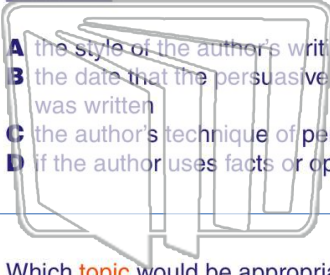 A the style of the author's writ
B the date that the persuasive
was written
C the author's technique of pe
D if the author uses facts or op
Which topic would be appropria